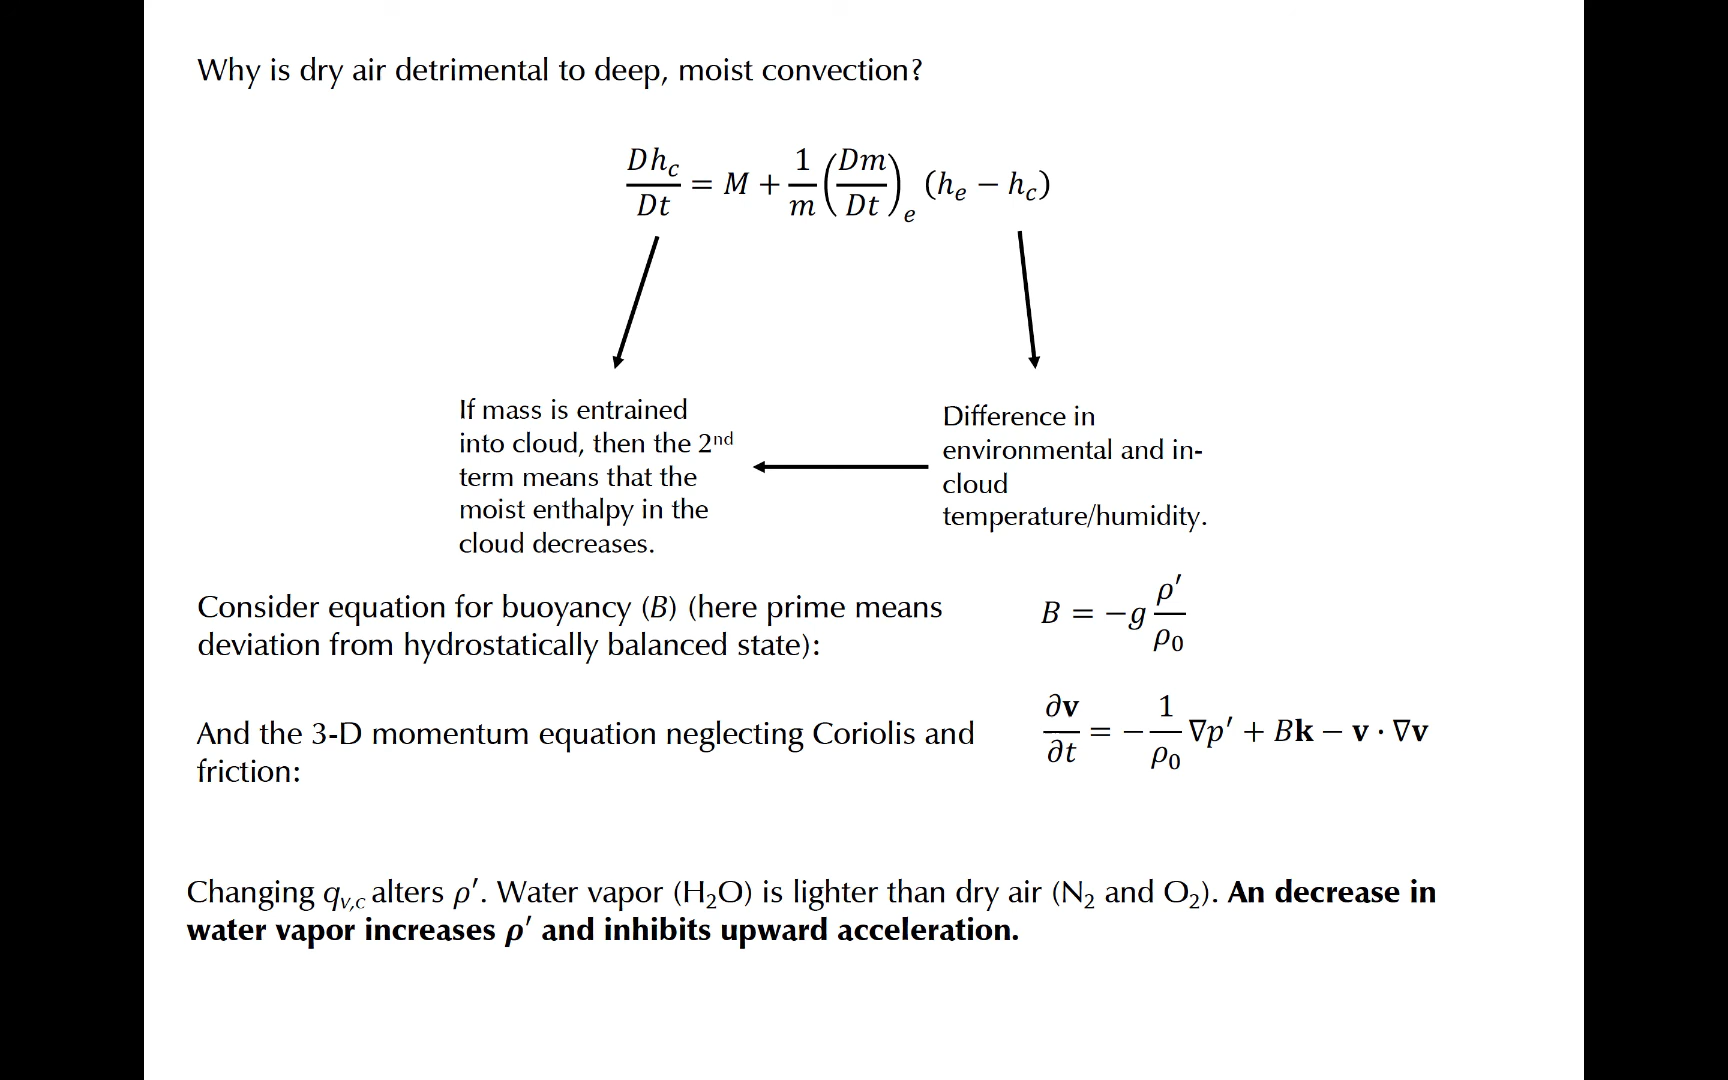 Why is dry air detrimental to deep, moist convection?
Dh_c/Dt = M + 1/m (Dm/Dt)_e (h_e − h_c)
If mass is entrained
into cloud, then the 2nd
term means that the
moist enthalpy in the
cloud decreases.
Difference in
environmental and in-
cloud
temperature/humidity.
Consider equation for buoyancy (B) (here prime means
deviation from hydrostatically balanced state):
B = −g ρ′/ρ₀
And the 3-D momentum equation neglecting Coriolis and
friction:
∂v/∂t = −1/ρ₀ ∇p′ + Bk − v · ∇v
Changing q_v,c alters ρ′. Water vapor (H₂O) is lighter than dry air (N₂ and O₂). An decrease in
water vapor increases ρ′ and inhibits upward acceleration.